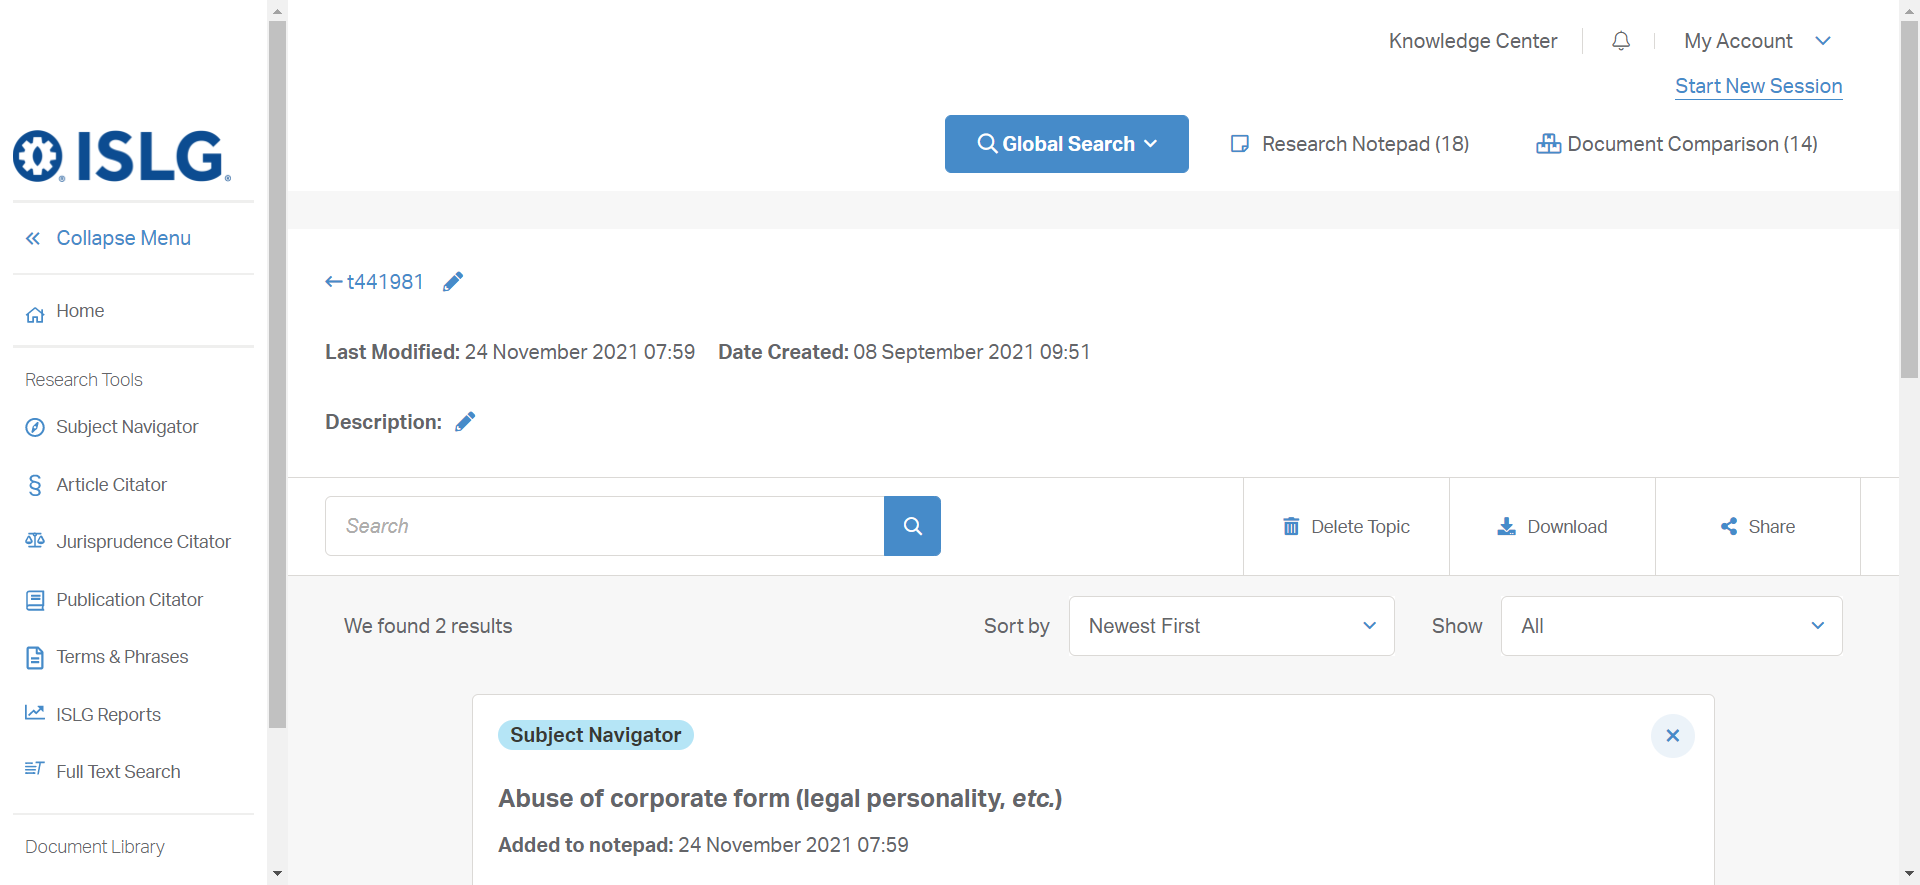 Knowledge Center
My Account
Start New Session
Global Search
Research Notepad (18)
Document Comparison (14)
ISLG
Collapse Menu
Home
Research Tools
Subject Navigator
Article Citator
Jurisprudence Citator
Publication Citator
Terms & Phrases
ISLG Reports
Full Text Search
Document Library
t441981
Last Modified: 24 November 2021 07:59 Date Created: 08 September 2021 09:51
Description:
Search
Delete Topic
Download
Share
We found 2 results
Sort by
Newest First
Show
All
Subject Navigator
Abuse of corporate form (legal personality, etc.)
Added to notepad: 24 November 2021 07:59